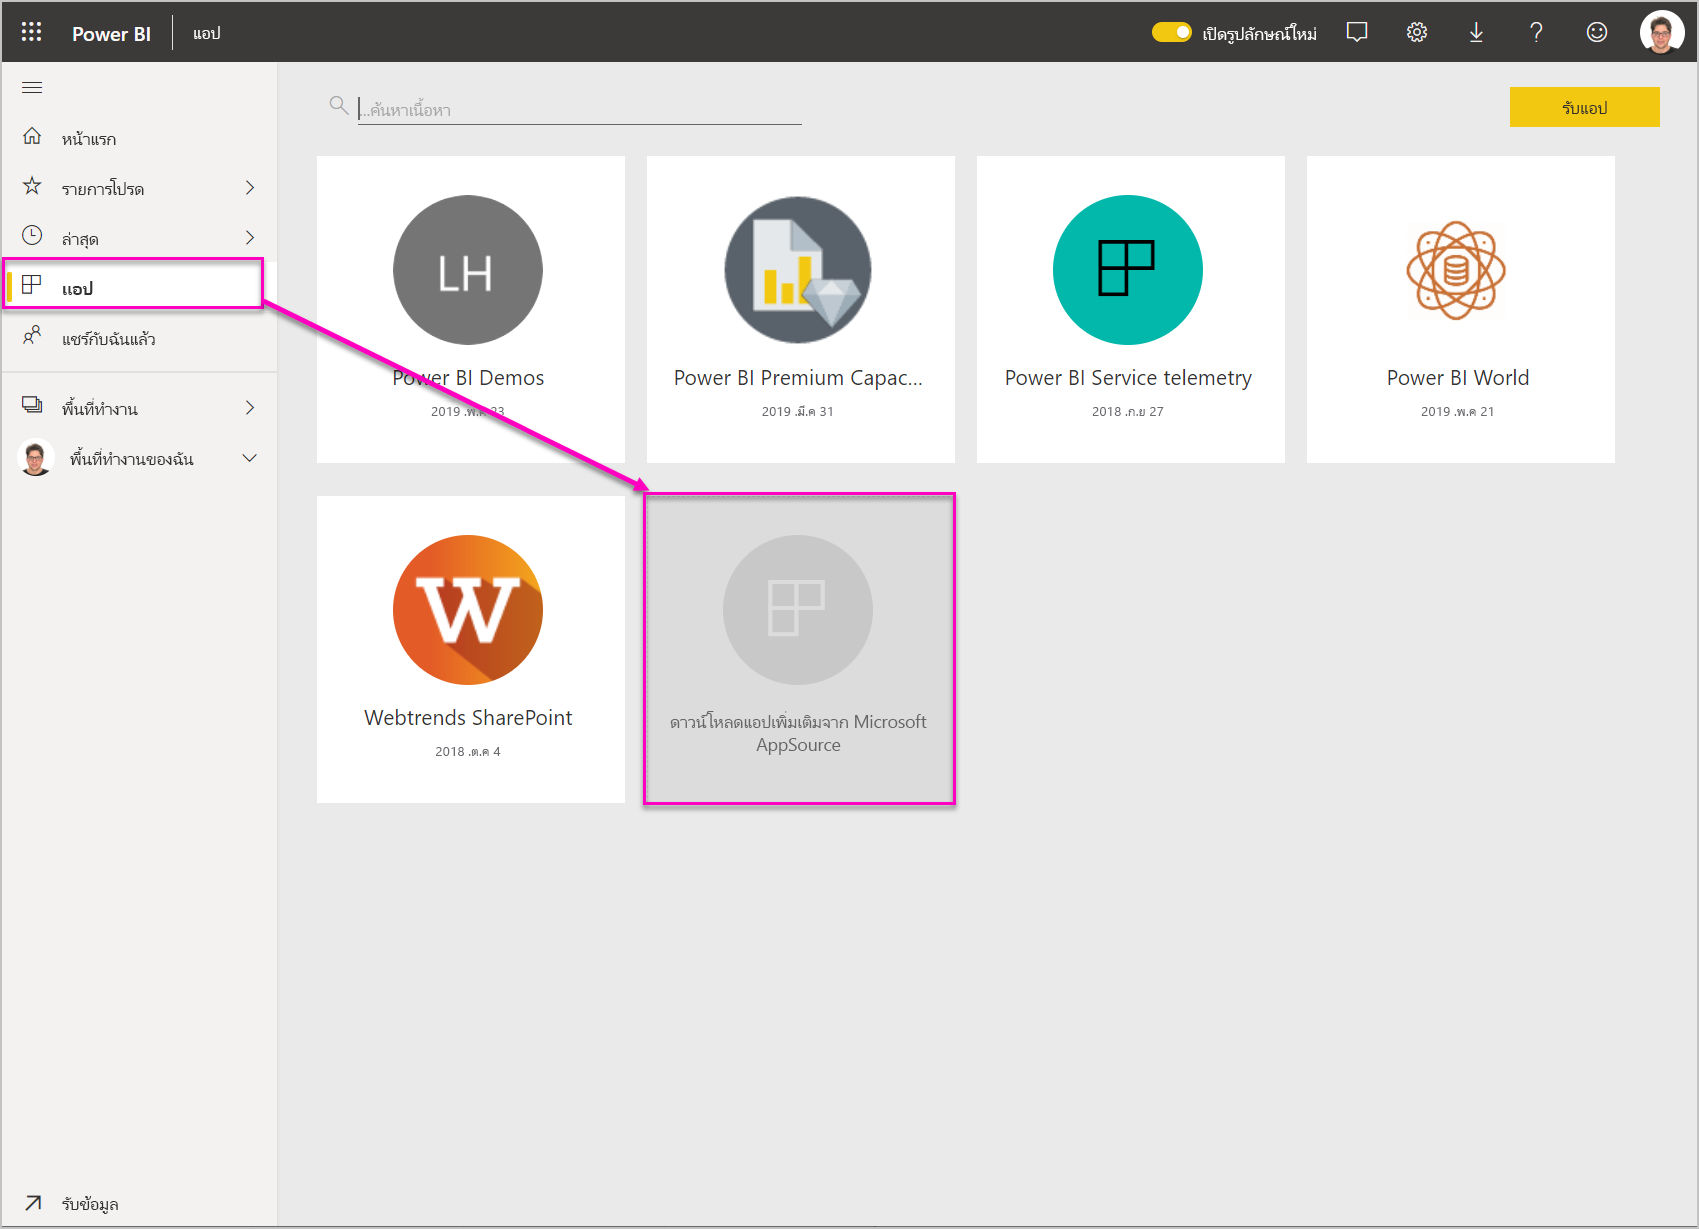 Power BI
แอป
เปิดรูปลักษณ์ใหม่
...ค้นหาเนื้อหา
รับแอป
หน้าแรก
รายการโปรด
ล่าสุด
แอป
แชร์กับฉันแล้ว
พื้นที่ทำงาน
พื้นที่ทำงานของฉัน
รับข้อมูล
LH
Power BI Demos
2019 .พ.ค 23
Power BI Premium Capac...
2019 .มี.ค 31
Power BI Service telemetry
2018 .ก.ย 27
Power BI World
2019 .พ.ค 21
W
Webtrends SharePoint
2018 .ต.ค 4
ดาวน์โหลดแอปเพิ่มเติมจาก Microsoft
AppSource